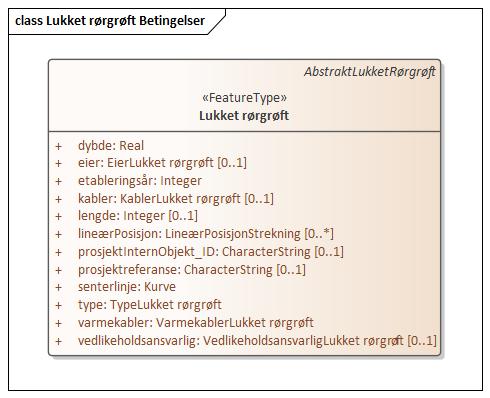 class Lukket rørgrøft Betingelser
AbstraktLukketRørgrøft
«FeatureType»
Lukket rørgrøft
+ dybde: Real
+ eier: EierLukket rørgrøft [0..1]
+ etableringsår: Integer
+ kabler: KablerLukket rørgrøft [0..1]
+ lengde: Integer [0..1]
+ lineærPosisjon: LineærPosisjonStrekning [0..*]
+ prosjektInternObjekt_ID: CharacterString [0..1]
+ prosjektreferanse: CharacterString [0..1]
+ senterlinje: Kurve
+ type: TypeLukket rørgrøft
+ varmekabler: VarmekablerLukket rørgrøft
+ vedlikeholdsansvarlig: VedlikeholdsansvarligLukket rørgrøft [0..1]